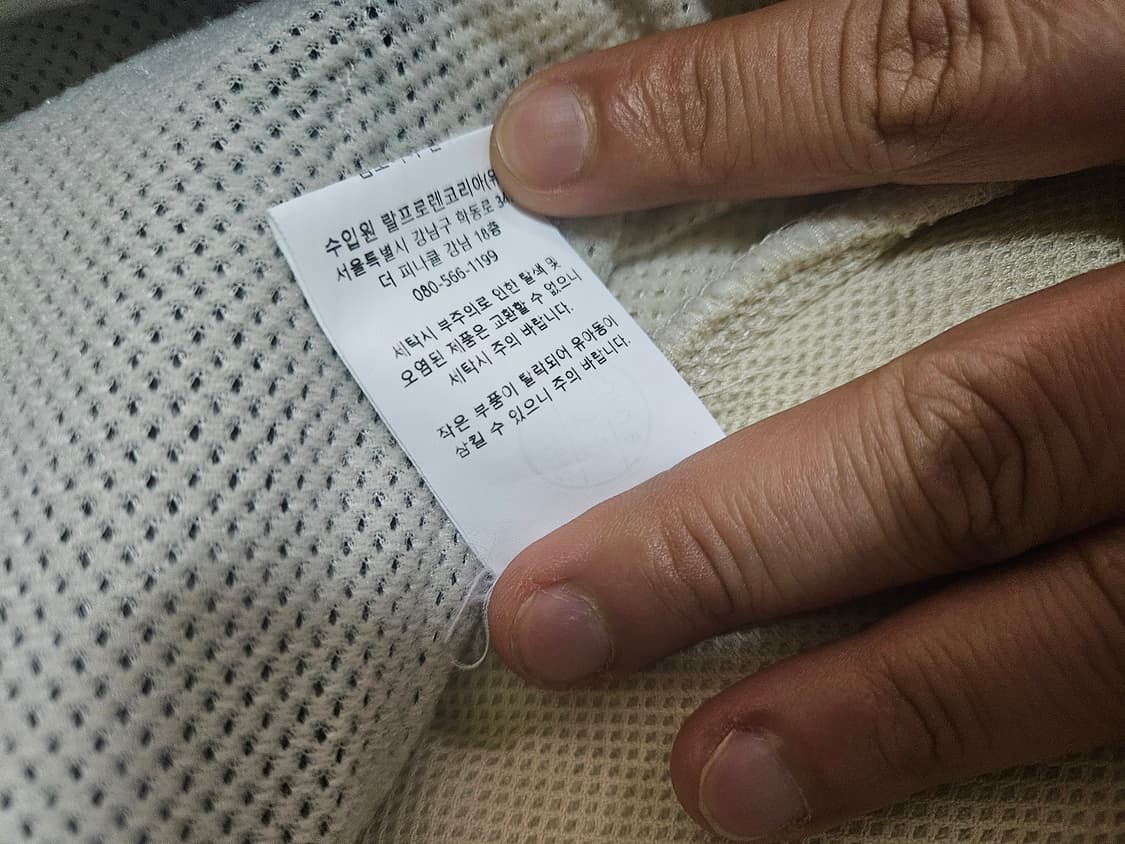 수입원 랄프로렌코리아(유
서울특별시 강남구 학동로
더 피나클 강남 18층
080-566-1199
세탁시 부주의로 인한 탈색 및
오염된 제품은 교환할 수 없으니
세탁시 주의 바랍니다.
작은 부품이 탈락되어 유아동이
삼킬 수 있으니 주의 바랍니다.